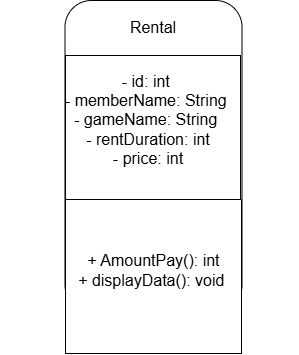 Rental
- id: int
- memberName: String
- gameName: String
- rentDuration: int
- price: int
+ AmountPay(): int
+ displayData(): void